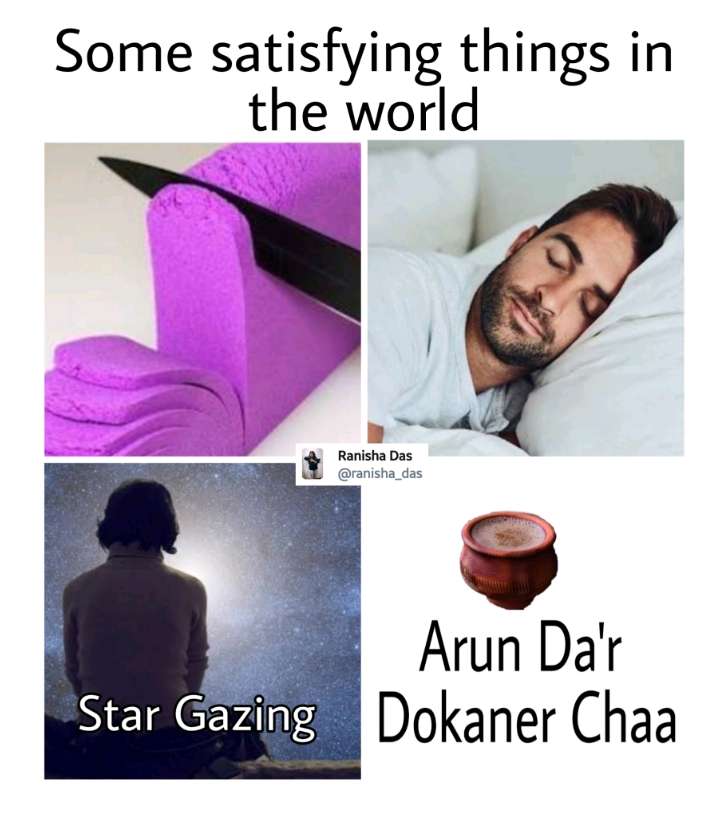 Some satisfying things in
the world
Ranisha Das
@ranisha_das
Star Gazing
Arun Da'r
Dokaner Chaa